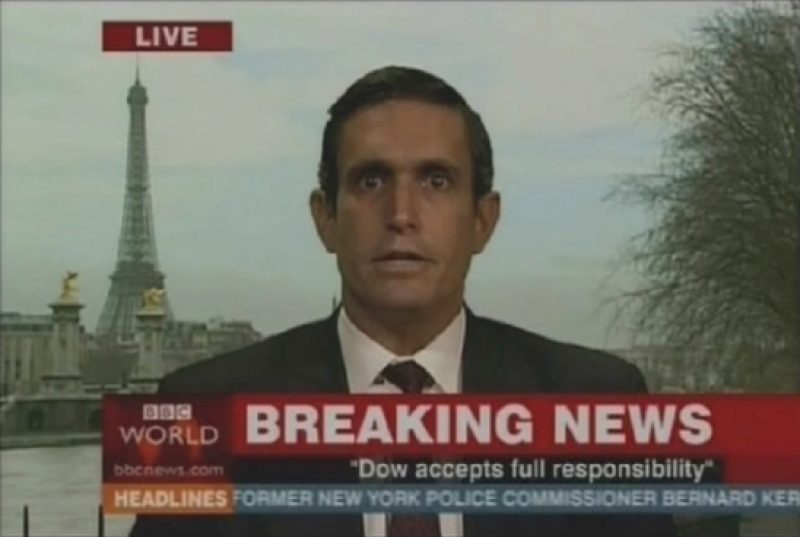 LIVE
BBC
WORLD
BREAKING NEWS
bbcnews.com
"Dow accepts full responsibility"
HEADLINES FORMER NEW YORK POLICE COMMISSIONER BERNARD KER